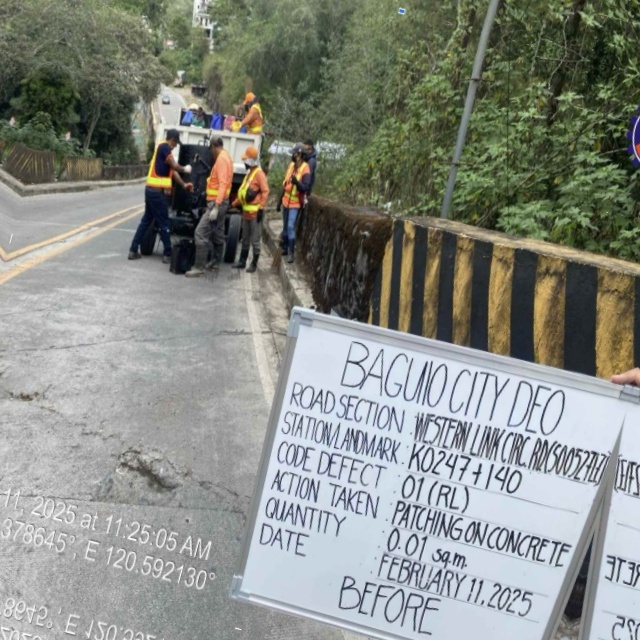 BAGUIO CITY DEO
ROAD SECTION WESTERN LINK CIRC. RD.
STATION/LANDMARK : K0247+140
CODE DEFECT : 01 (RL)
ACTION TAKEN : PATCHING ON CONCRETE
QUANTITY : 0.01 sq.m.
DATE : FEBRUARY 11, 2025
BEFORE
11, 2025 at 11:25:05 AM
.378645°, E 120.592130°